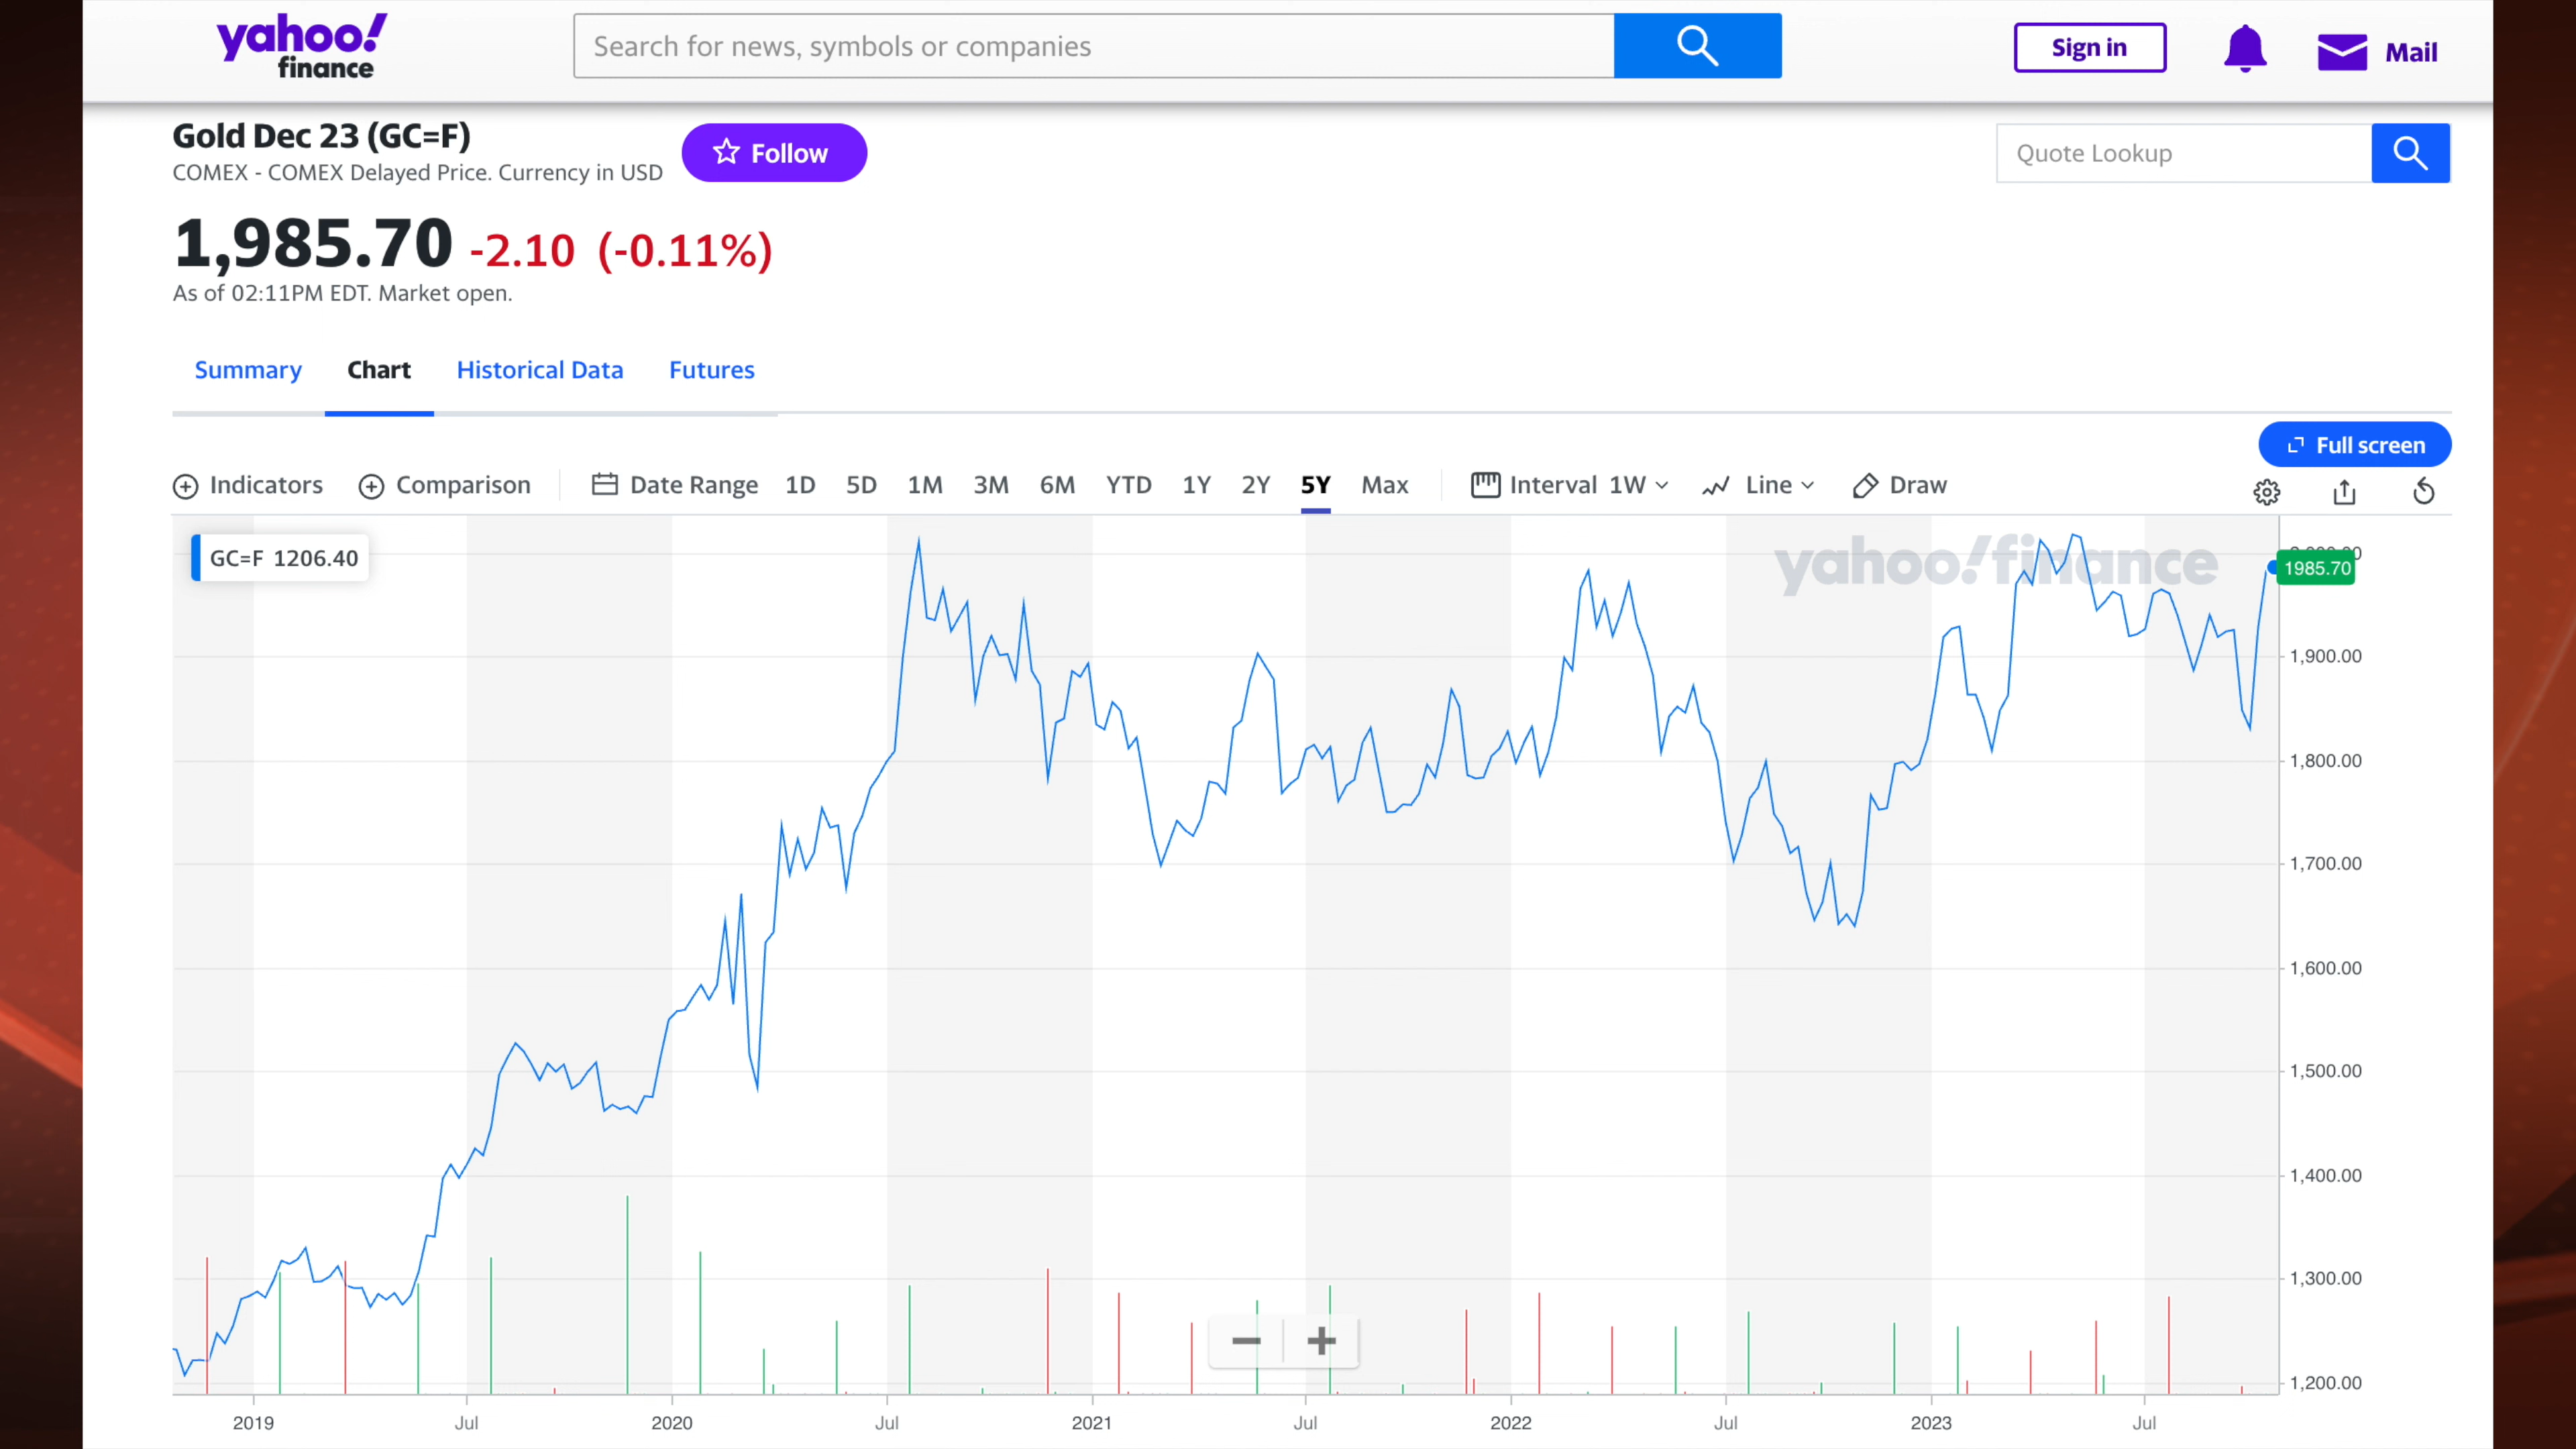 yahoo!
finance
Search for news, symbols or companies
Sign in
Mail
Gold Dec 23 (GC=F)
COMEX - COMEX Delayed Price. Currency in USD
Follow
Quote Lookup
1,985.70 -2.10 (-0.11%)
As of 02:11PM EDT. Market open.
Summary Chart Historical Data Futures
Full screen
Indicators Comparison Date Range 1D 5D 1M 3M 6M YTD 1Y 2Y 5Y Max Interval 1W Line Draw
GC=F 1206.40
yahoo!finance
1985.70
1,900.00
1,800.00
1,700.00
1,600.00
1,500.00
1,400.00
1,300.00
1,200.00
2019 Jul 2020 Jul 2021 Jul 2022 Jul 2023 Jul